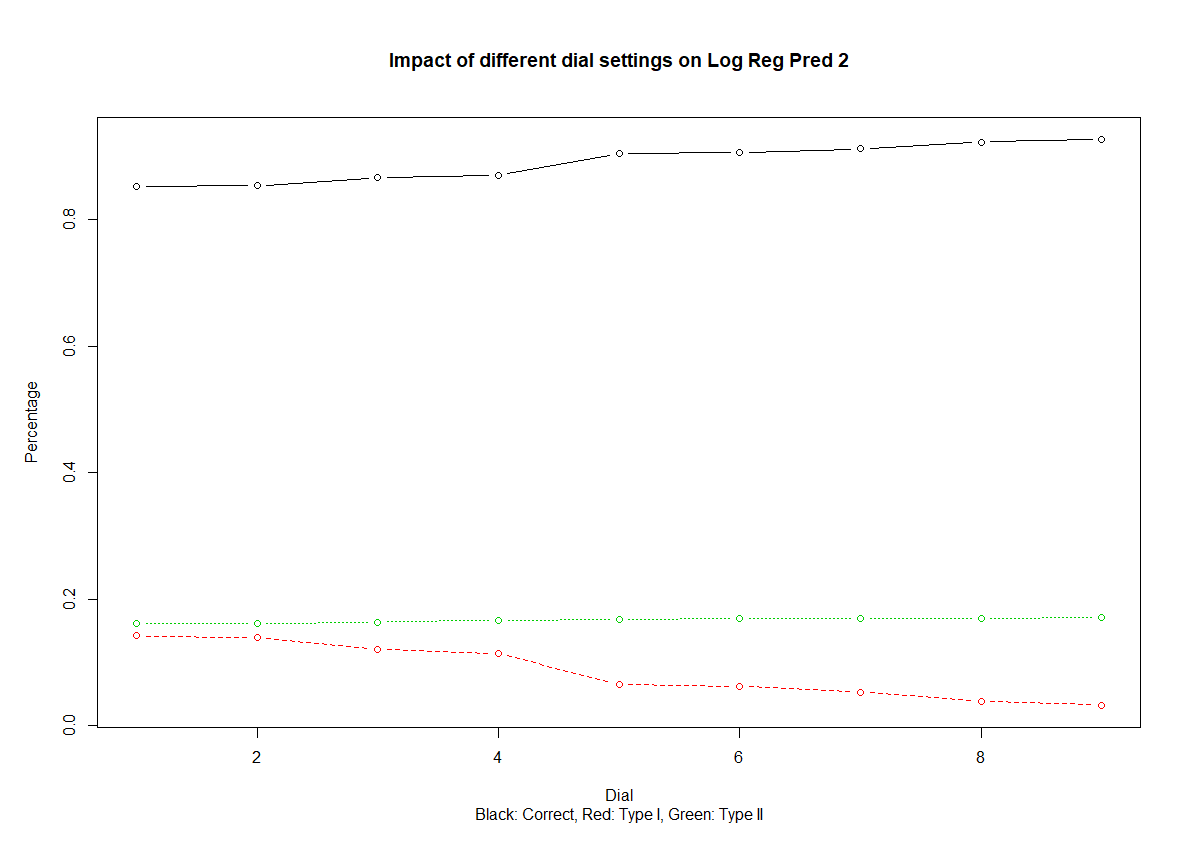 Impact of different dial settings on Log Reg Pred 2
Percentage
0.8
0.6
0.4
0.2
0.0
2 4 6 8
Dial
Black: Correct, Red: Type I, Green: Type II